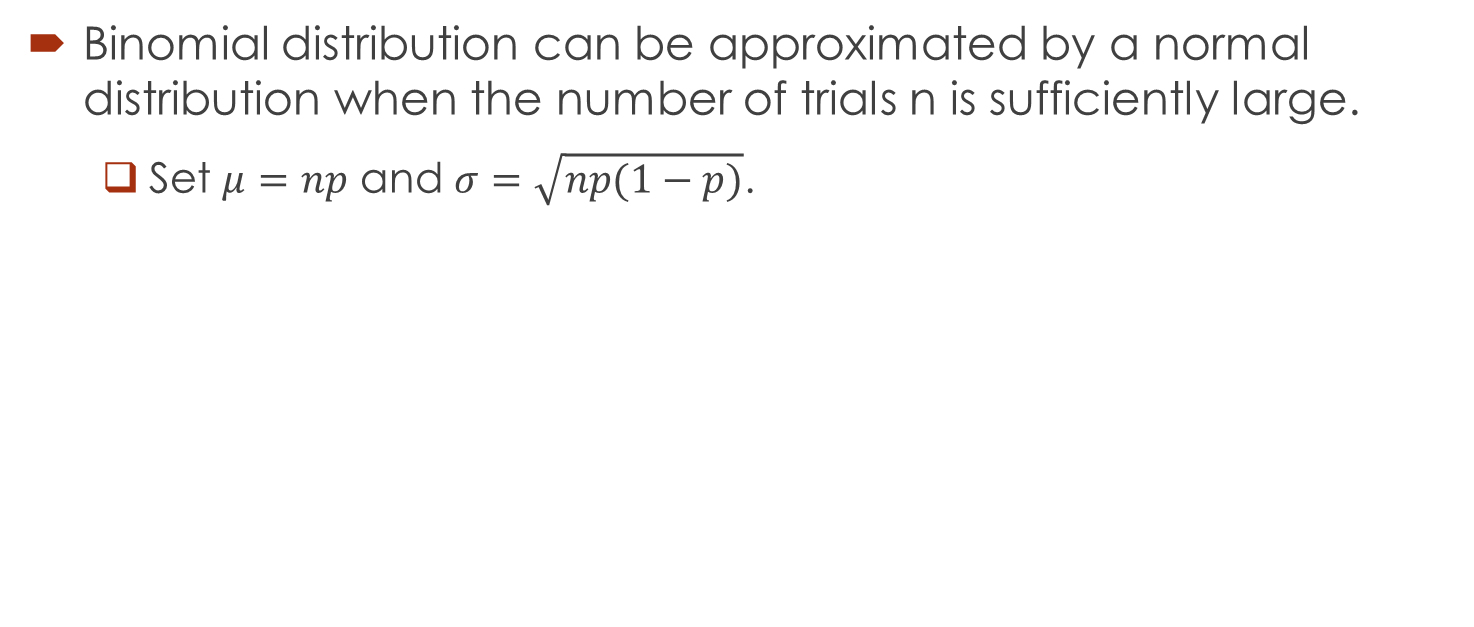 Binomial distribution can be approximated by a normal
distribution when the number of trials n is sufficiently large.
Set μ = np and σ = √np(1 − p).